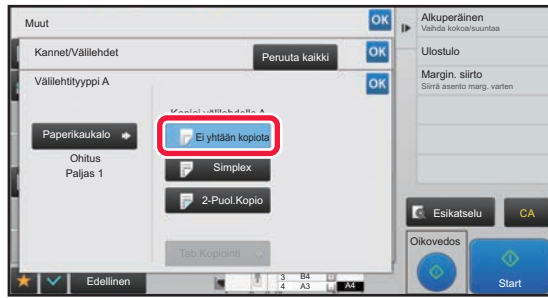 Muut
OK
Kannet/Välilehdet
Peruuta kaikki
OK
Välilehtityyppi A
OK
Kopioi välilehdelle A
Paperikaukalo
Ohitus
Paljas 1
Ei yhtään kopiota
Simplex
2-Puol.Kopio
Tab.Kopiointi
Edellinen
3 B4
4 A3
A4
Alkuperäinen
Vaihda kokoa/suuntaa
Ulostulo
Margin. siirto
Siirrä asento marg. varten
Esikatselu
CA
Oikovedos
Start